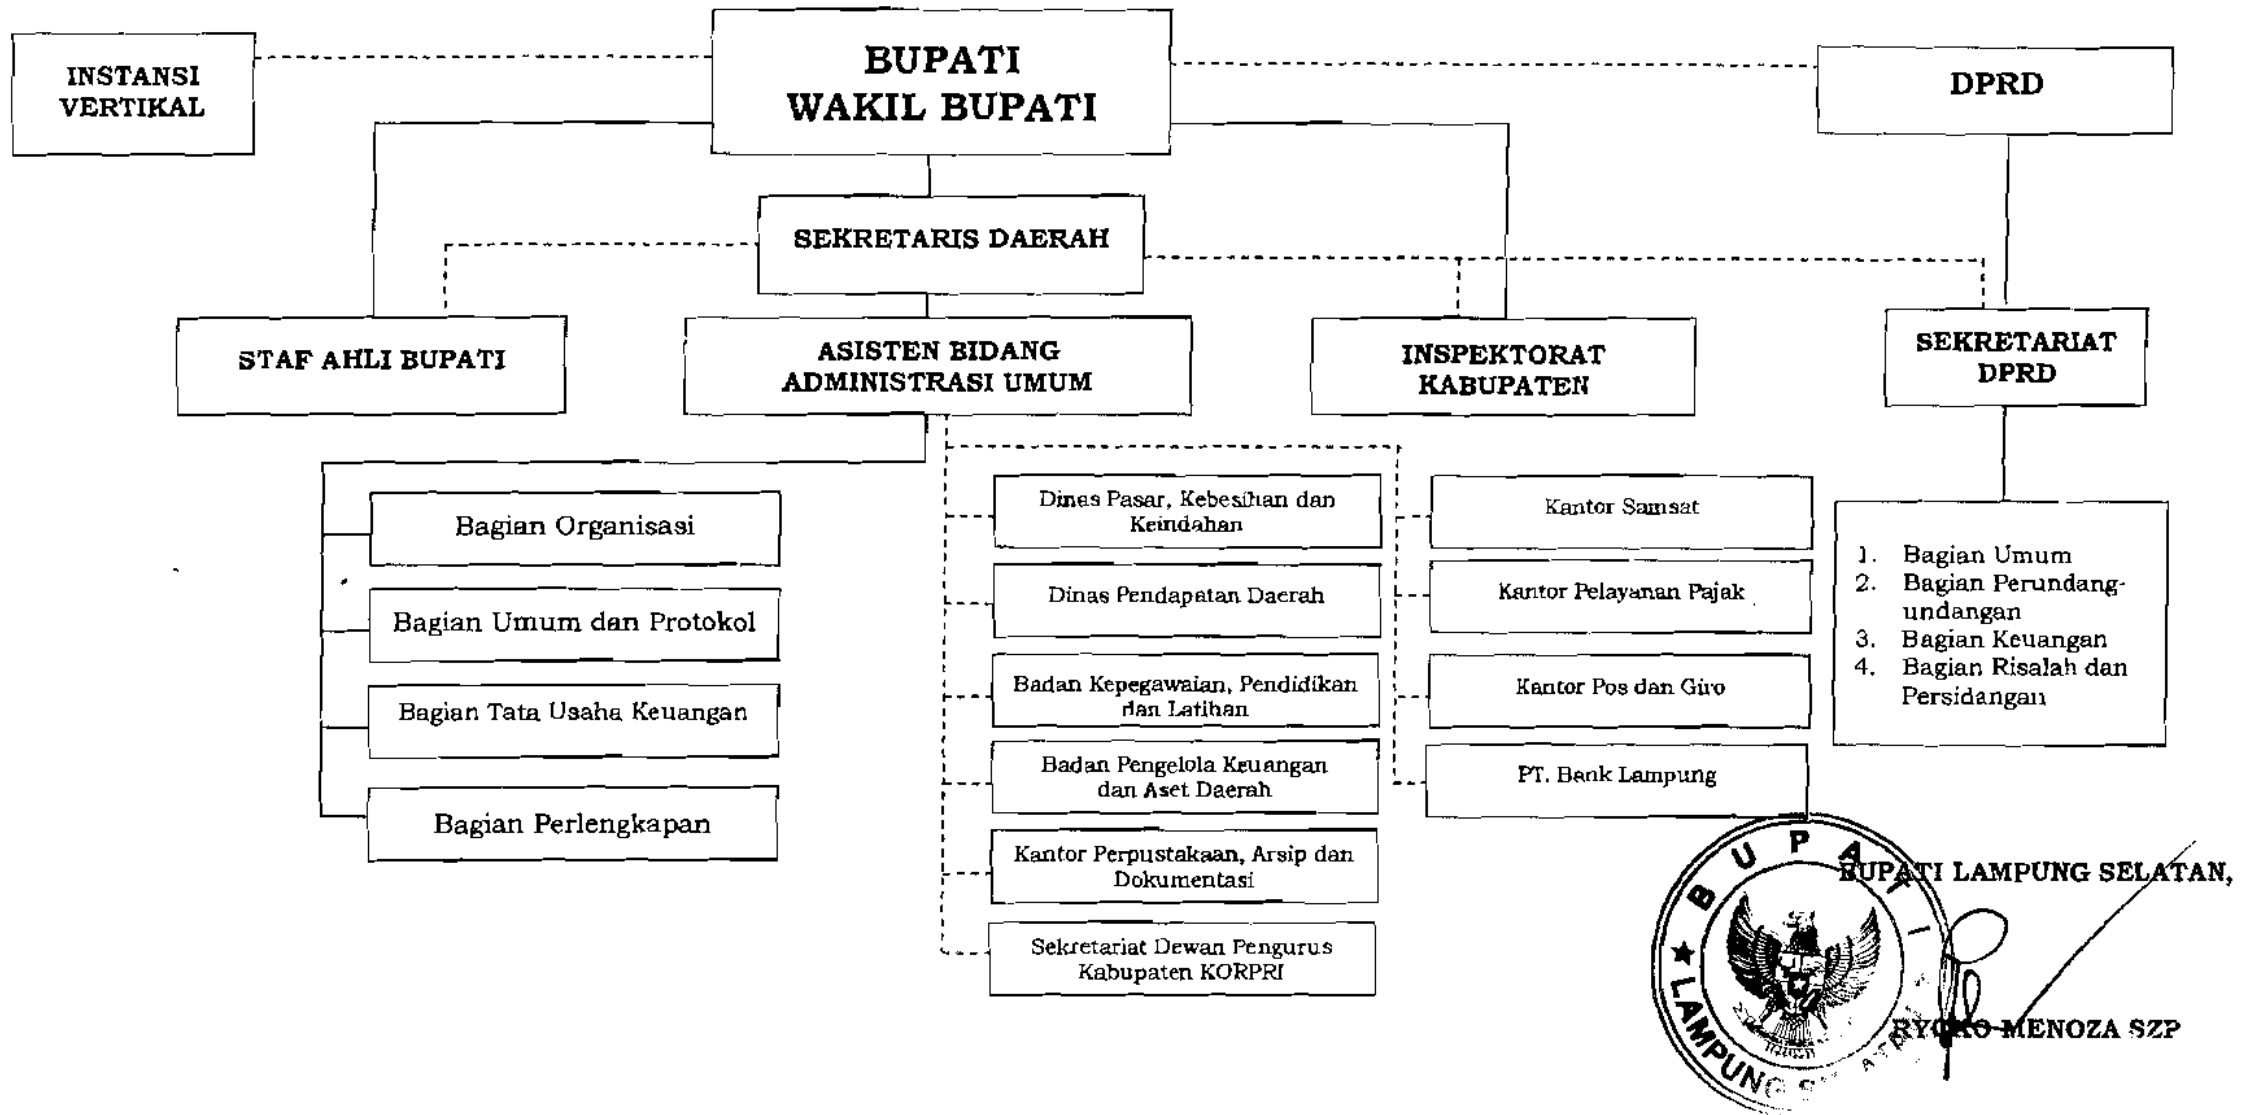 INSTANSI
VERTIKAL
BUPATI
WAKIL BUPATI
DPRD
SEKRETARIS DAERAH
STAF AHLI BUPATI
ASISTEN BIDANG
ADMINISTRASI UMUM
INSPEKTORAT
KABUPATEN
SEKRETARIAT
DPRD
Bagian Organisasi
Bagian Umum dan Protokol
Bagian Tata Usaha Keuangan
Bagian Perlengkapan
Dinas Pasar, Kebesihan dan
Keindahan
Dinas Pendapatan Daerah
Badan Kepegawaian, Pendidikan
dan Latihan
Badan Pengelola Keuangan
dan Aset Daerah
Kantor Perpustakaan, Arsip dan
Dokumentasi
Sekretariat Dewan Pengurus
Kabupaten KORPRI
Kantor Samsat
Kantor Pelayanan Pajak
Kantor Pos dan Giro
PT. Bank Lampung
1. Bagian Umum
2. Bagian Perundang-
undangan
3. Bagian Keuangan
4. Bagian Risalah dan
Persidangan
BUPATI LAMPUNG SELATAN,
BUPATI
LAMPUNG
MENOZA SZP